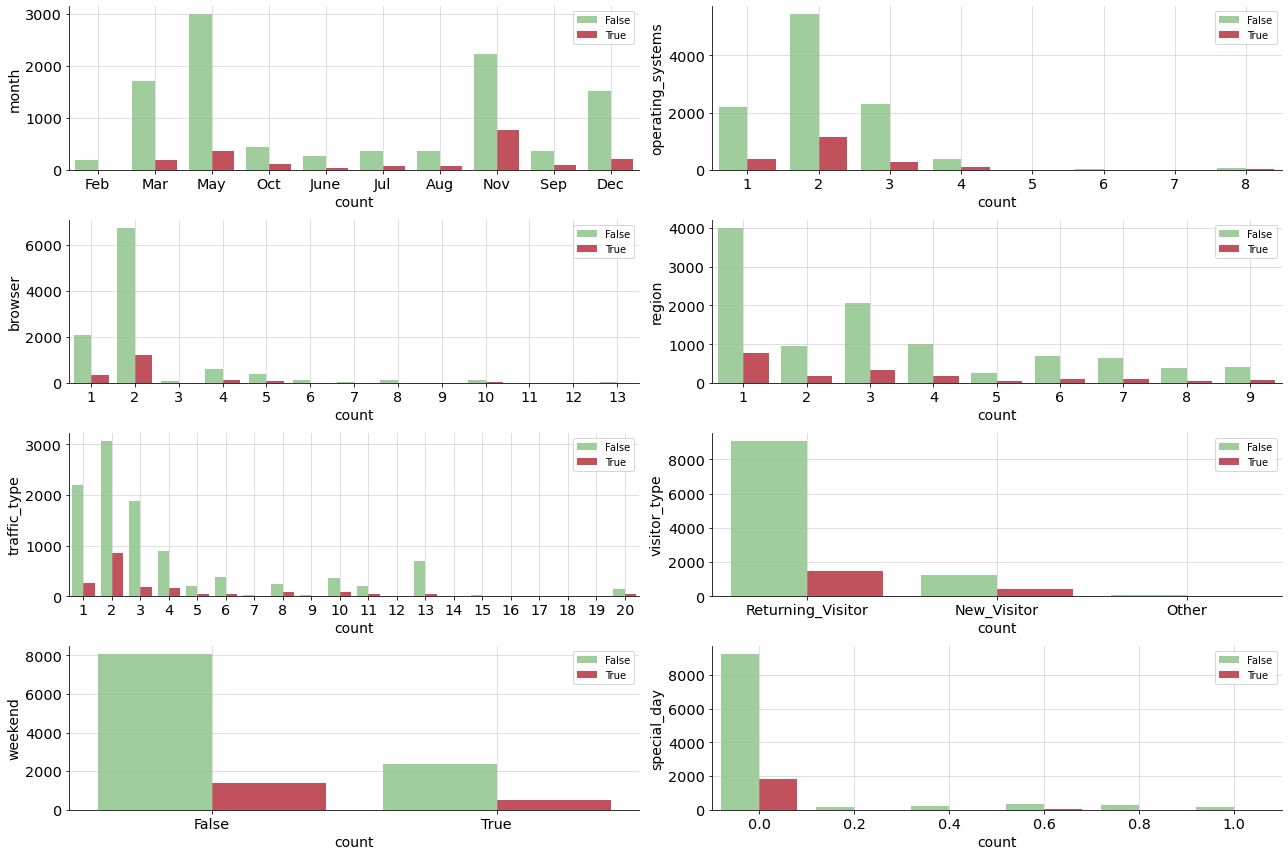 3000
2000
1000
0
month
Feb Mar May Oct June Jul Aug Nov Sep Dec
count
False
True
4000
2000
0
operating_systems
1 2 3 4 5 6 7 8
count
False
True
6000
4000
2000
0
browser
1 2 3 4 5 6 7 8 9 10 11 12 13
count
False
True
4000
3000
2000
1000
0
region
1 2 3 4 5 6 7 8 9
count
False
True
3000
2000
1000
0
traffic_type
1 2 3 4 5 6 7 8 9 10 11 12 13 14 15 16 17 18 19 20
count
False
True
8000
6000
4000
2000
0
visitor_type
Returning_Visitor New_Visitor Other
count
False
True
8000
6000
4000
2000
0
weekend
False True
count
False
True
8000
6000
4000
2000
0
special_day
0.0 0.2 0.4 0.6 0.8 1.0
count
False
True